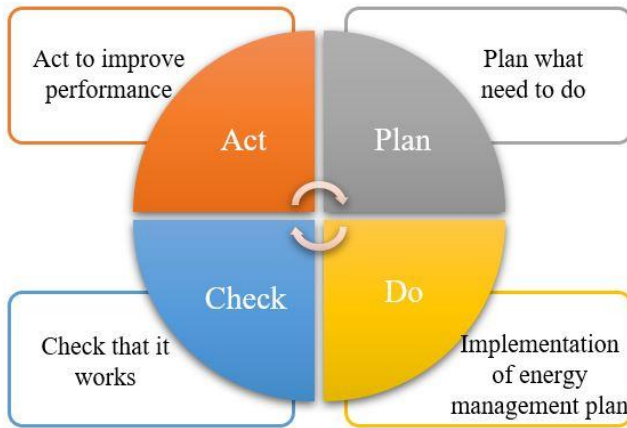 Act to improve
performance
Plan what
need to do
Act
Plan
Check
Do
Check that it
works
Implementation
of energy
management plan